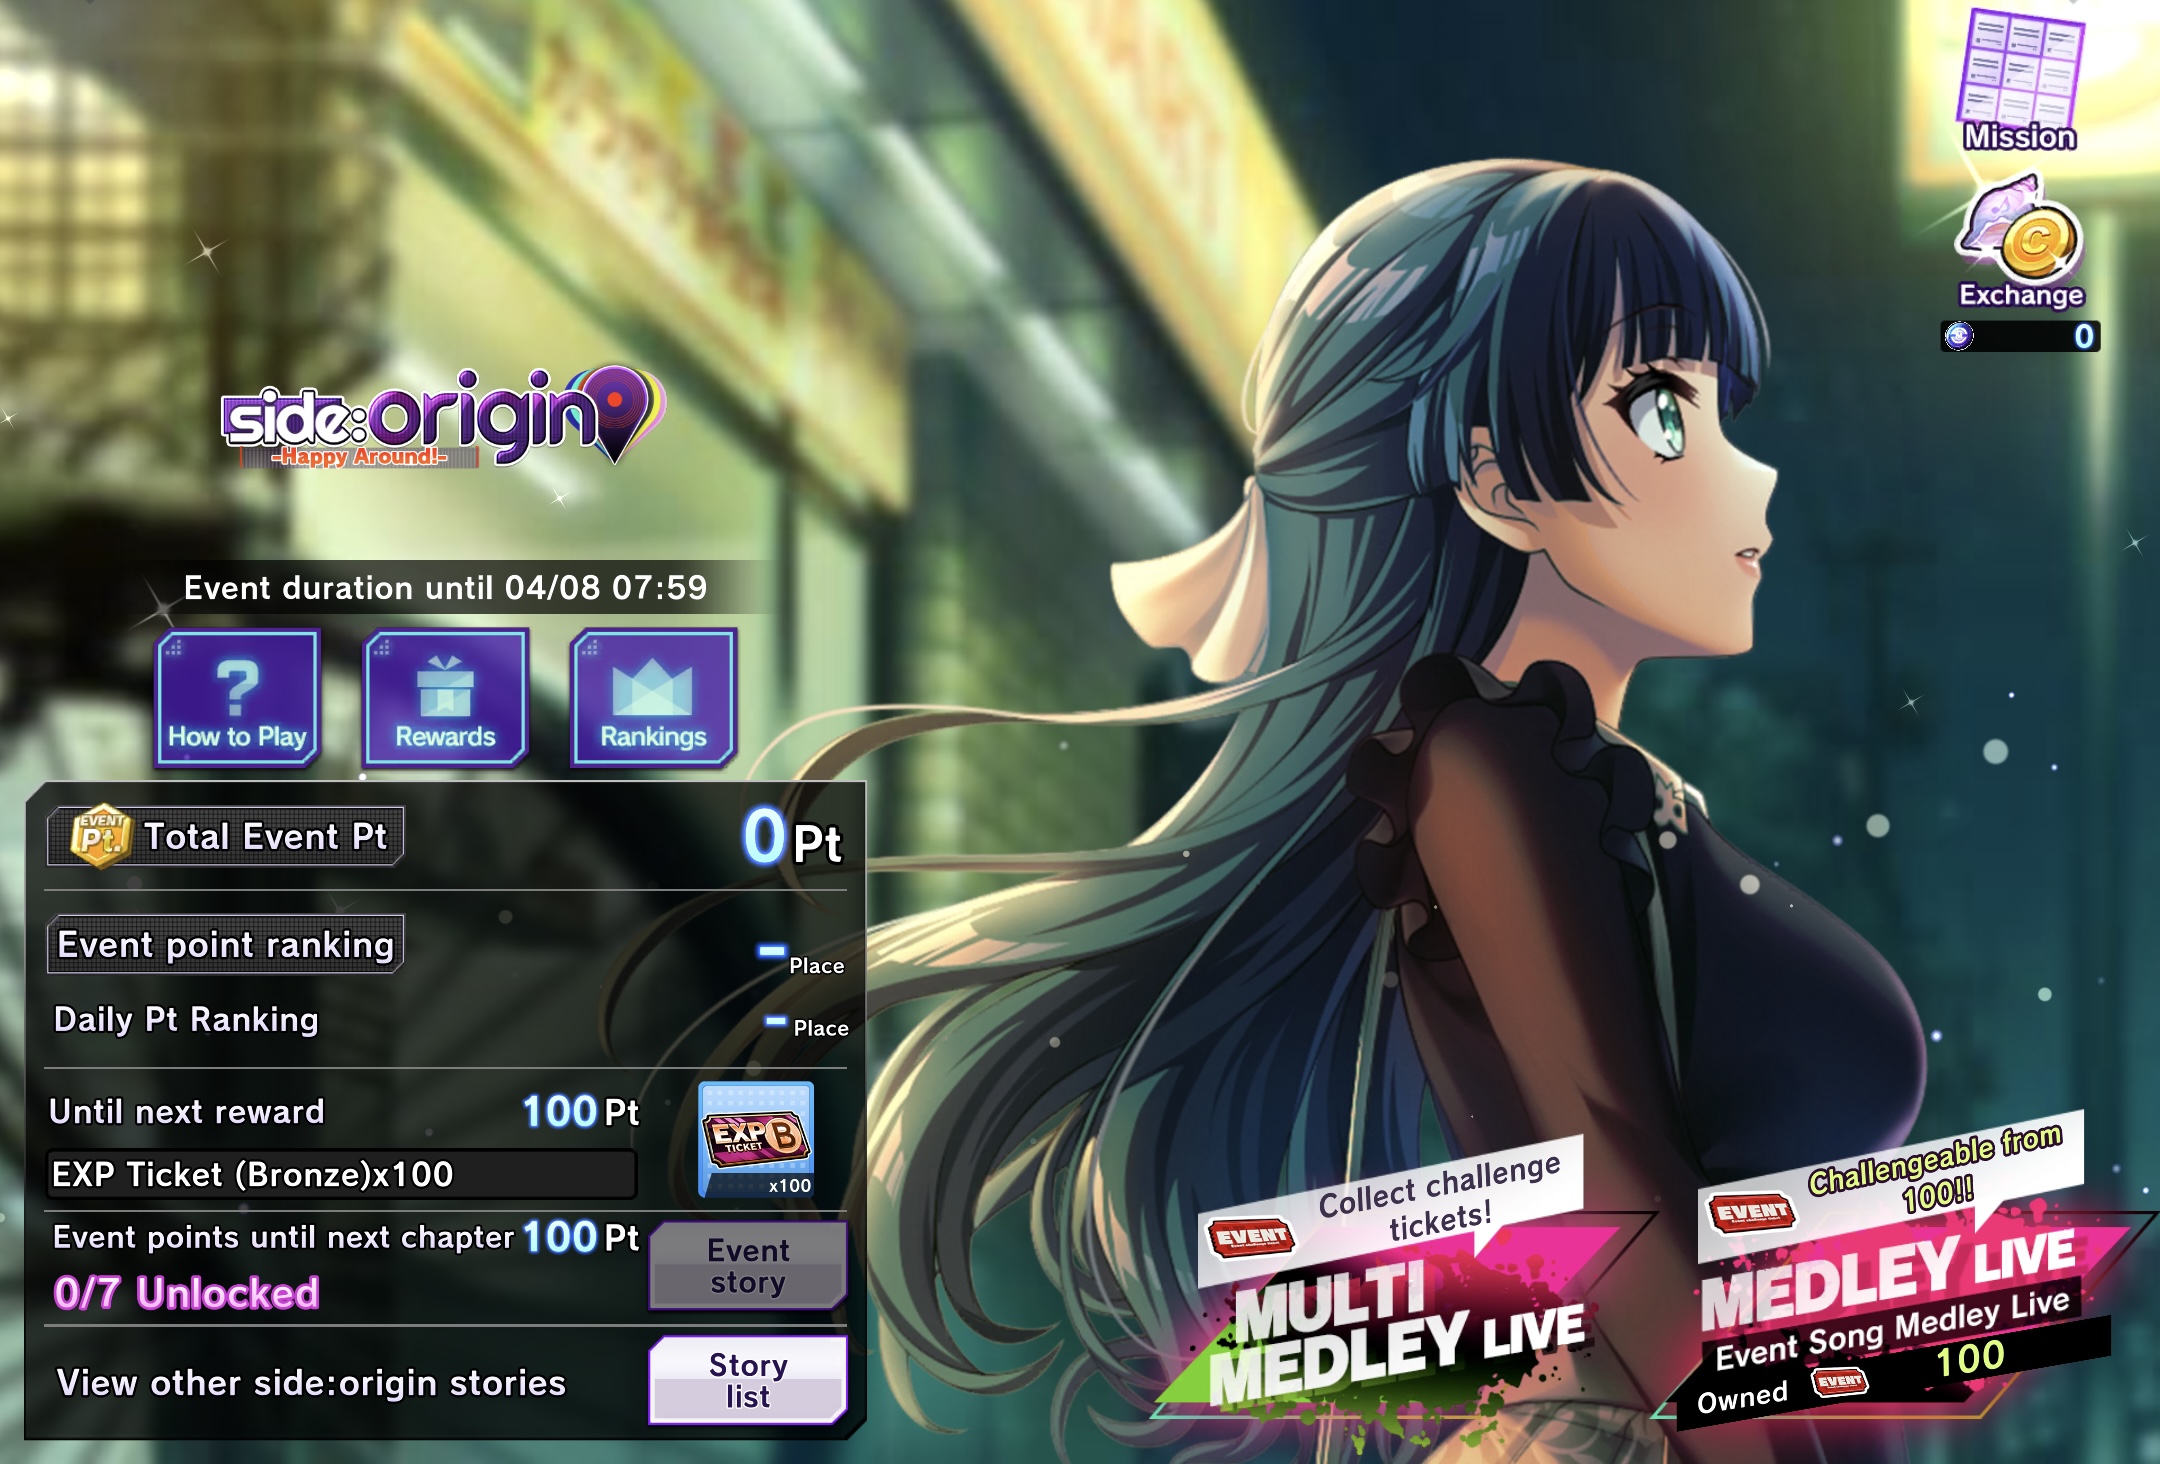 Mission
Exchange
0
side:origin
-Happy Around!-
Event duration until 04/08 07:59
?
How to Play
Rewards
Rankings
EVENT
Pt.
Total Event Pt
0 Pt
Event point ranking
- Place
Daily Pt Ranking
- Place
Until next reward
100 Pt
EXP Ticket (Bronze)x100
EXP B
TICKET
x100
Event points until next chapter 100 Pt
0/7 Unlocked
Event
story
View other side:origin stories
Story
list
EVENT
Collect challenge
tickets!
MULTI
MEDLEY LIVE
EVENT
Challengeable from
100!!
MEDLEY LIVE
Event Song Medley Live
Owned EVENT 100